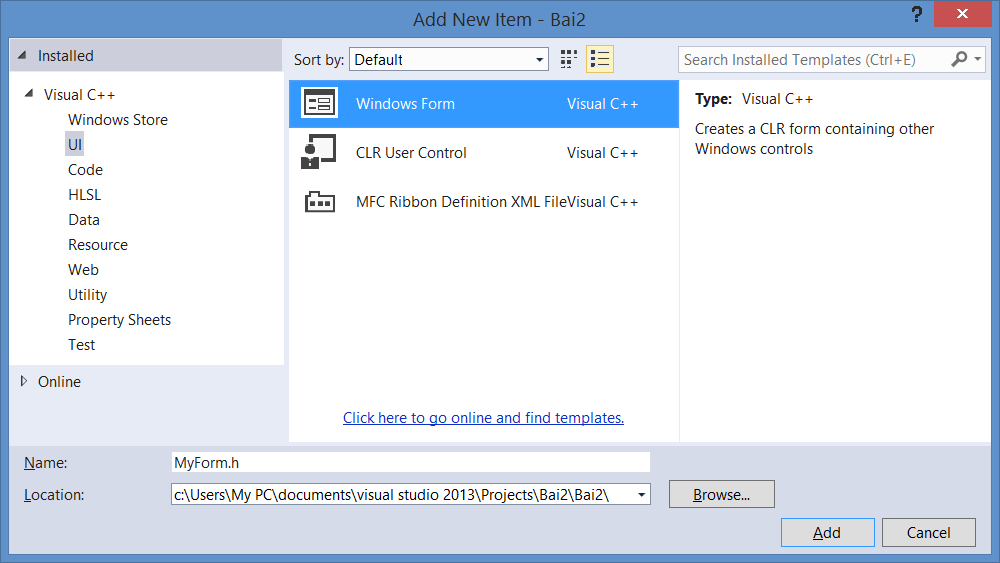 Add New Item - Bai2
?
Installed
Sort by: Default
Search Installed Templates (Ctrl+E)
Visual C++
Windows Store
UI
Code
HLSL
Data
Resource
Web
Utility
Property Sheets
Test
Online
Windows Form Visual C++
CLR User Control Visual C++
MFC Ribbon Definition XML File Visual C++
Click here to go online and find templates.
Type: Visual C++
Creates a CLR form containing other
Windows controls
Name: MyForm.h
Location: c:\Users\My PC\documents\visual studio 2013\Projects\Bai2\Bai2\
Browse...
Add Cancel